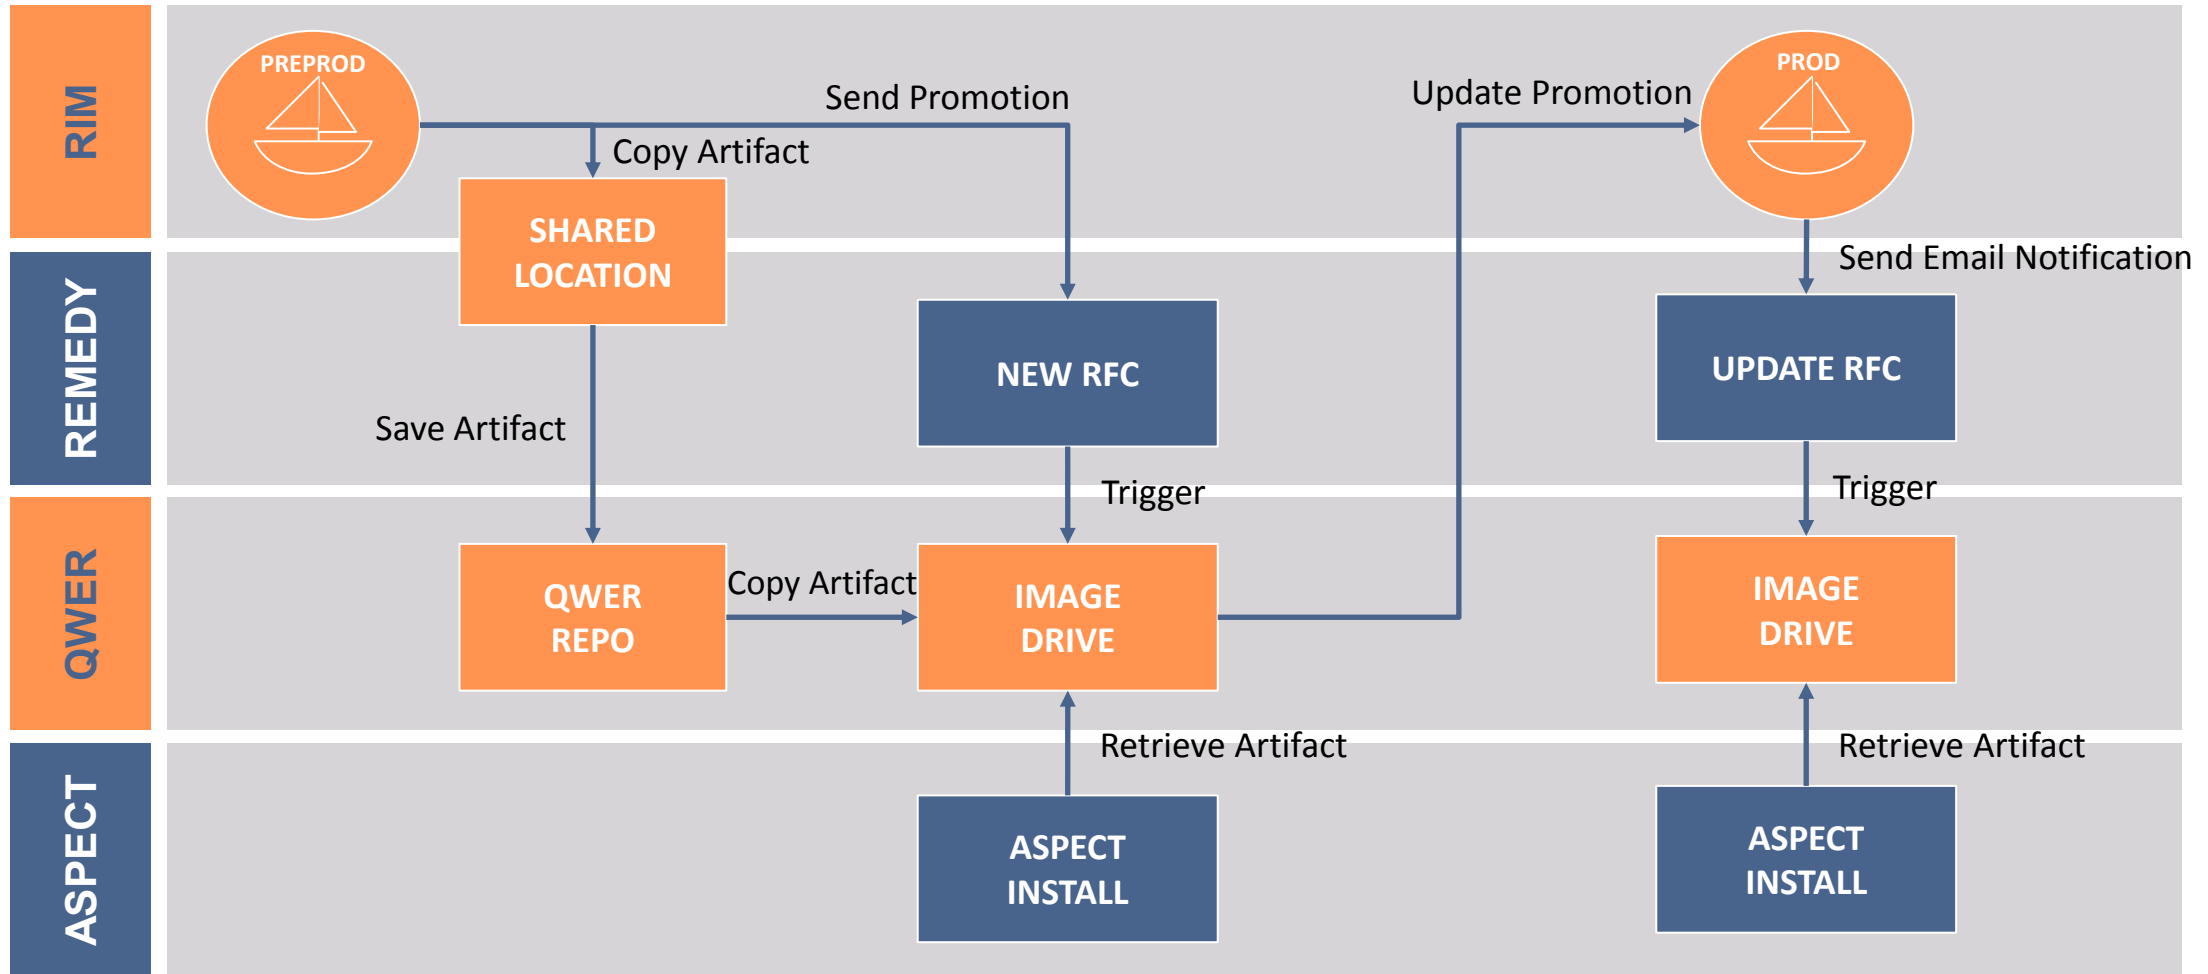 RIM
PREPROD
Send Promotion
Copy Artifact
Update Promotion
PROD
SHARED
LOCATION
Send Email Notification
REMEDY
NEW RFC
UPDATE RFC
Save Artifact
Trigger
Trigger
QWER
QWER
REPO
Copy Artifact
IMAGE
DRIVE
IMAGE
DRIVE
Retrieve Artifact
Retrieve Artifact
ASPECT
ASPECT
INSTALL
ASPECT
INSTALL